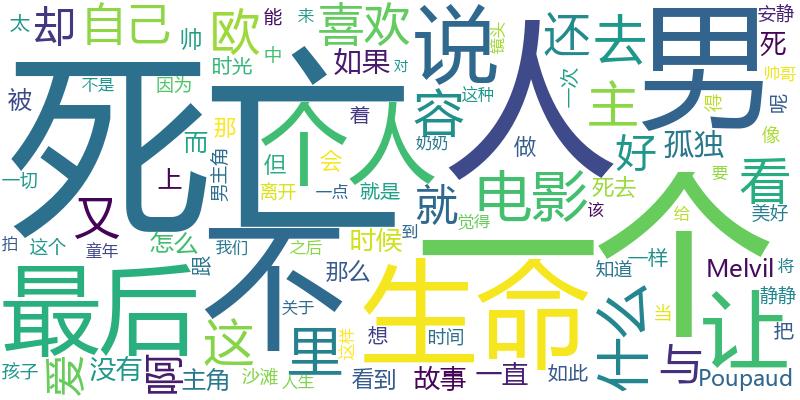 太 却 自己 欧 能 来 喜欢 说 人 还 去 镜头 男 安静 死
帅 中 时光 如果 对 帅哥
被 不是 因为 死亡 着 容 这种 一次 主 得 呢
那 个人 奶奶 做 好 孤独 像
一切 上 男主角 而 但 会 离开 一点 就是 就 电影 死去 该 要 看
拍 又 这个 童年 怎么 我们 之后 时候 到 觉得 一个 给 美好
最后 跟 不 关于 那么 生命 知道 一样 Melvil 将
这 里 这样 想 时间 什么 当 让 静静 把
孩子 爱 没有 啊 主角 沙滩 人生 看到 故事 一直 如此 与 Poupaud